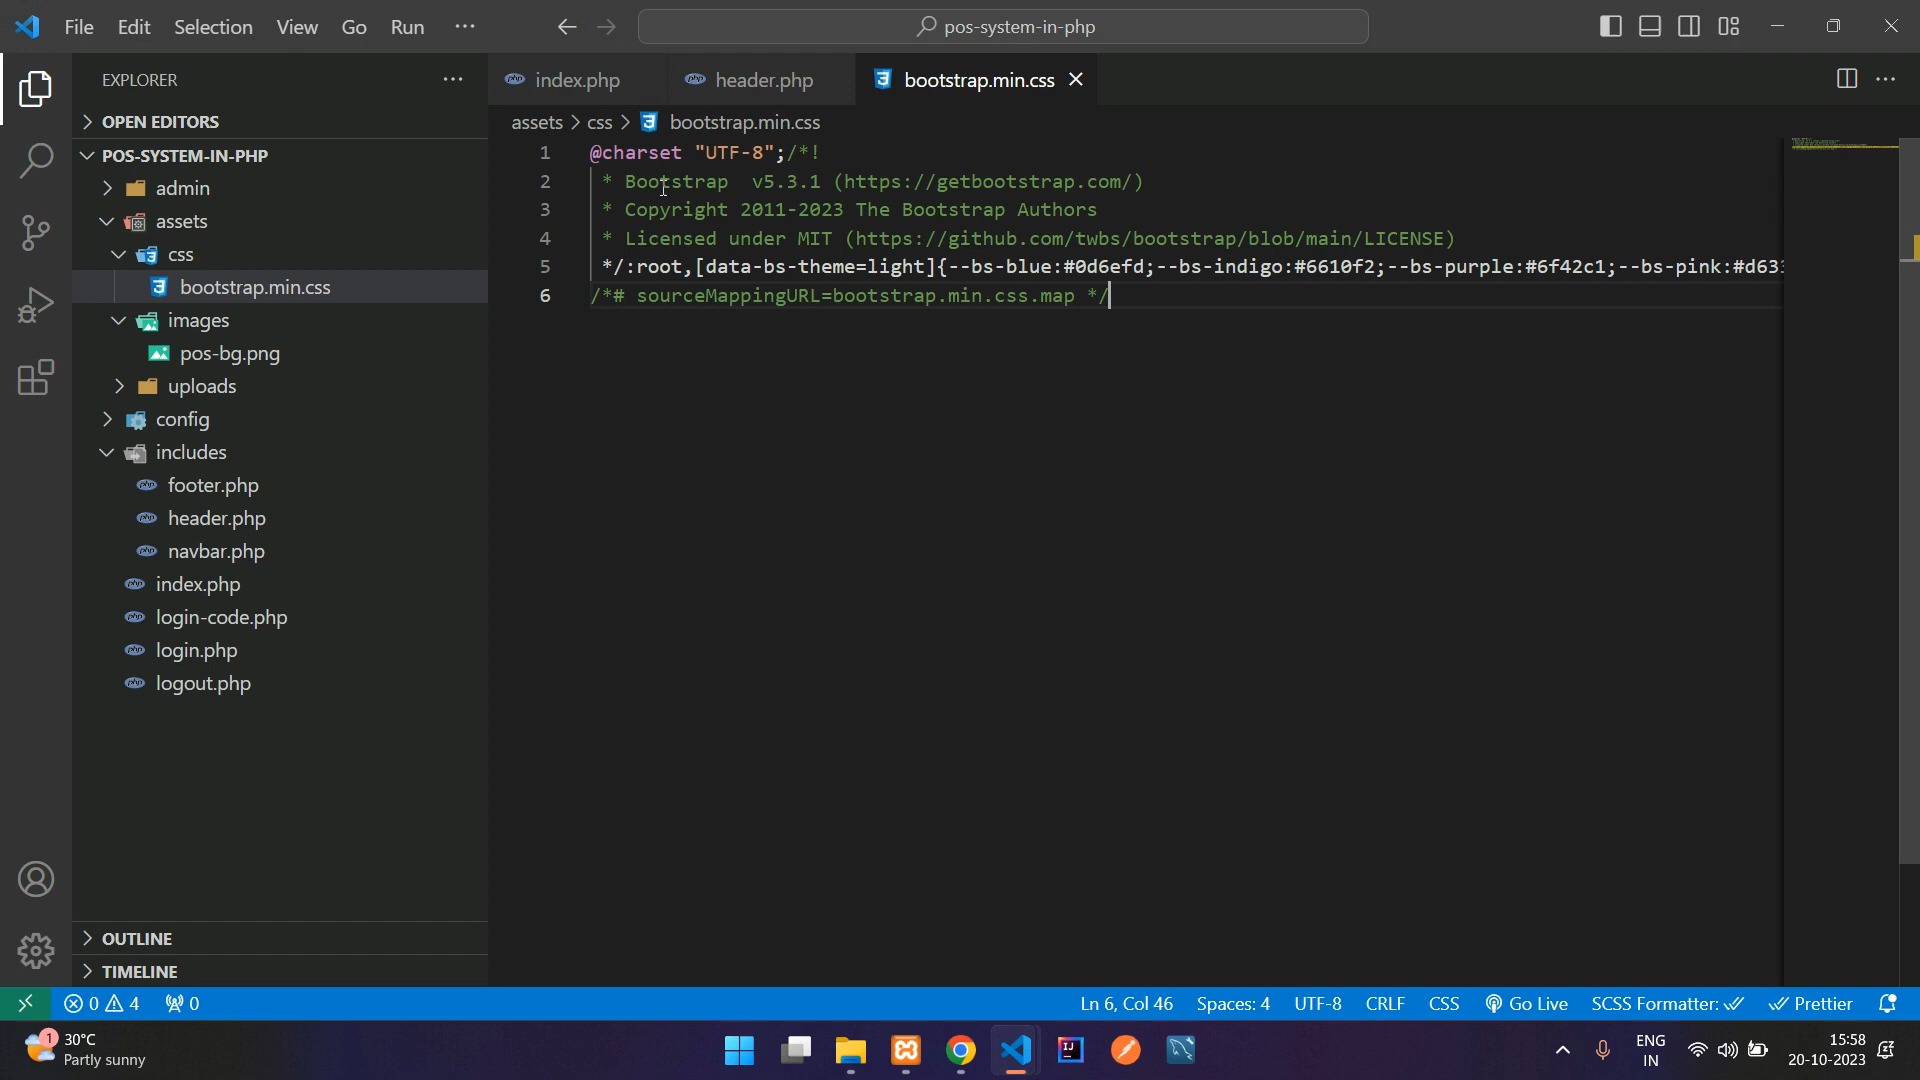 File Edit Selection View Go Run ···
pos-system-in-php
EXPLORER
OPEN EDITORS
POS-SYSTEM-IN-PHP
admin
assets
css
bootstrap.min.css
images
pos-bg.png
uploads
config
includes
footer.php
header.php
navbar.php
index.php
login-code.php
login.php
logout.php
OUTLINE
TIMELINE
index.php header.php bootstrap.min.css
assets > css > bootstrap.min.css
1 @charset "UTF-8";/*!
2 * Bootstrap  v5.3.1 (https://getbootstrap.com/)
3 * Copyright 2011-2023 The Bootstrap Authors
4 * Licensed under MIT (https://github.com/twbs/bootstrap/blob/main/LICENSE)
5 */:root,[data-bs-theme=light]{--bs-blue:#0d6efd;--bs-indigo:#6610f2;--bs-purple:#6f42c1;--bs-pink:#d63
6 /*# sourceMappingURL=bootstrap.min.css.map */
0 4 0 Ln 6, Col 46 Spaces: 4 UTF-8 CRLF CSS Go Live SCSS Formatter: Prettier
1 30°C
Partly sunny
IJ
ENG
IN
15:58
20-10-2023